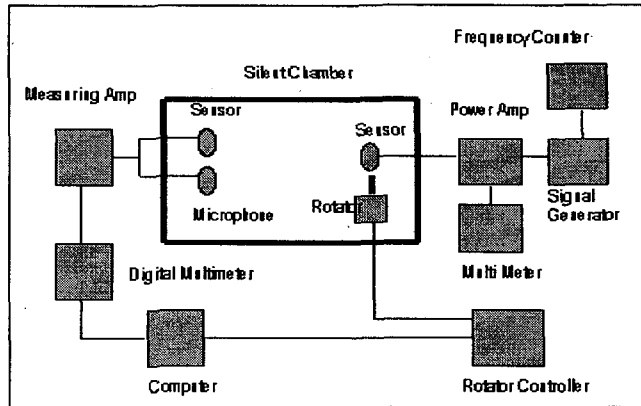 Frequency Counter
Silent Chamber
Measuring Amp
Sensor
Power Amp
Sensor
Microphone
Rotator
Signal
Generator
Digital Multimeter
Multi Meter
Computer
Rotator Controller